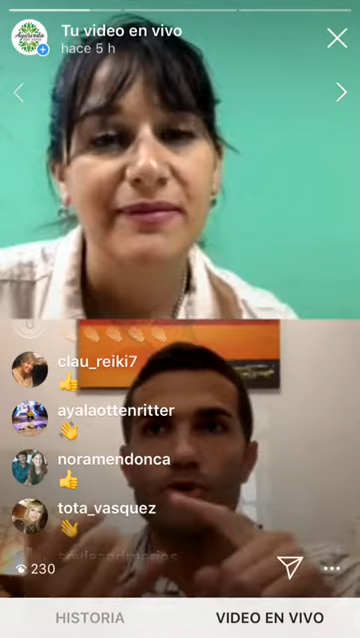 Tu video en vivo
hace 5 h
clau_reiki7
ayalaottenritter
noramendonca
tota_vasquez
230
HISTORIA
VIDEO EN VIVO